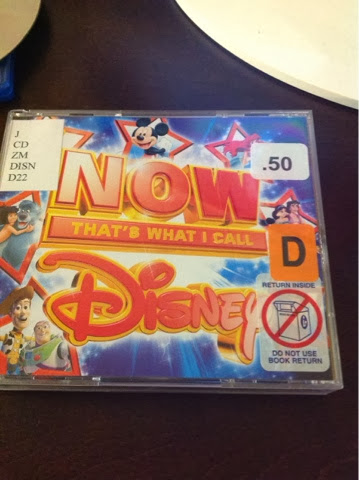 J
CD
ZM
DISN
D22
.50
NOW
THAT'S WHAT I CALL
Disney
D
RETURN INSIDE
DO NOT USE
BOOK RETURN